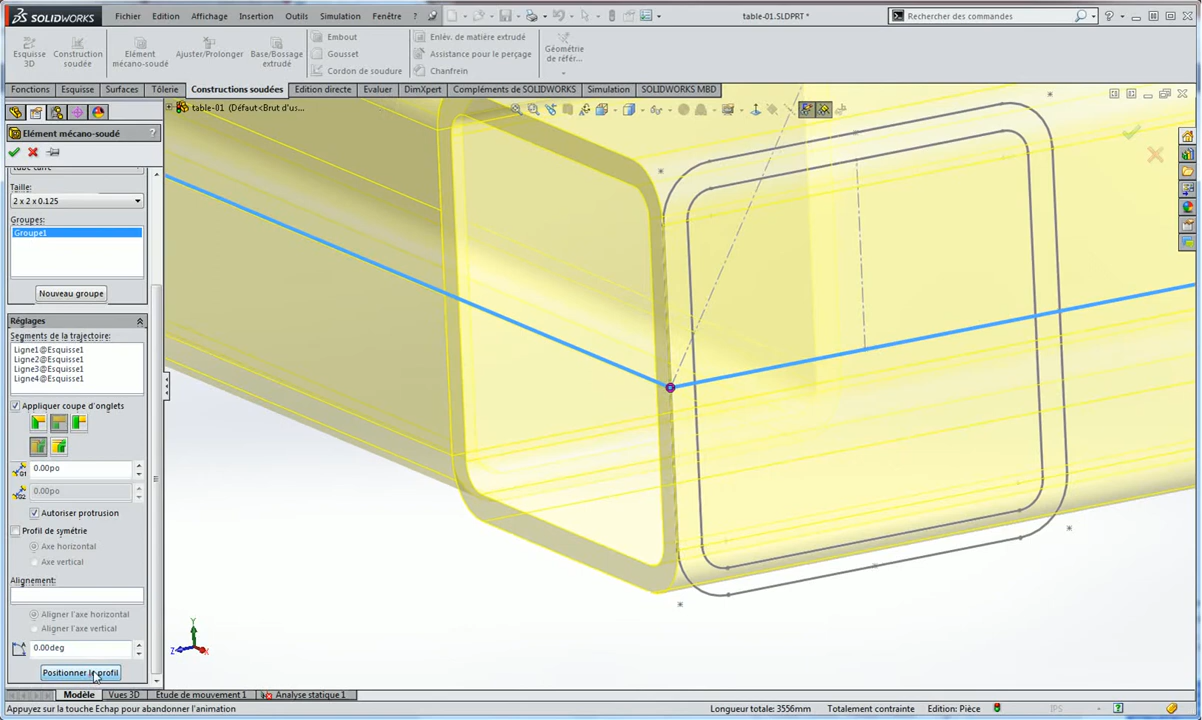 SOLIDWORKS Fichier Edition Affichage Insertion Outils Simulation Fenêtre ? table-01.SLDPRT * Rechercher des commandes
Esquisse 3D
Construction soudée
Elément mécano-soudé
Ajuster/Prolonger
Base/Bossage extrudé
Embout
Gousset
Cordon de soudure
Enlèv. de matière extrudé
Assistance pour le perçage
Chanfrein
Géométrie de référ...
Fonctions Esquisse Surfaces Tôlerie Constructions soudées Edition directe Evaluer DimXpert Compléments de SOLIDWORKS Simulation SOLIDWORKS MBD
table-01 (Défaut<Brut d'us...
Elément mécano-soudé ?
Taille:
2 x 2 x 0.125
Groupes:
Groupe1
Nouveau groupe
Réglages
Segments de la trajectoire:
Ligne1@Esquisse1
Ligne2@Esquisse1
Ligne3@Esquisse1
Ligne4@Esquisse1
Appliquer coupe d'onglets
G1 0.00po
G2 0.00po
Autoriser protrusion
Profil de symétrie
Axe horizontal
Axe vertical
Alignement:
Aligner l'axe horizontal
Aligner l'axe vertical
0.00deg
Positionner le profil
Y
Z X
Modèle Vues 3D Etude de mouvement 1 Analyse statique 1
Appuyez sur la touche Echap pour abandonner l'animation Longueur totale: 3556mm Totalement contrainte Edition: Pièce IPS